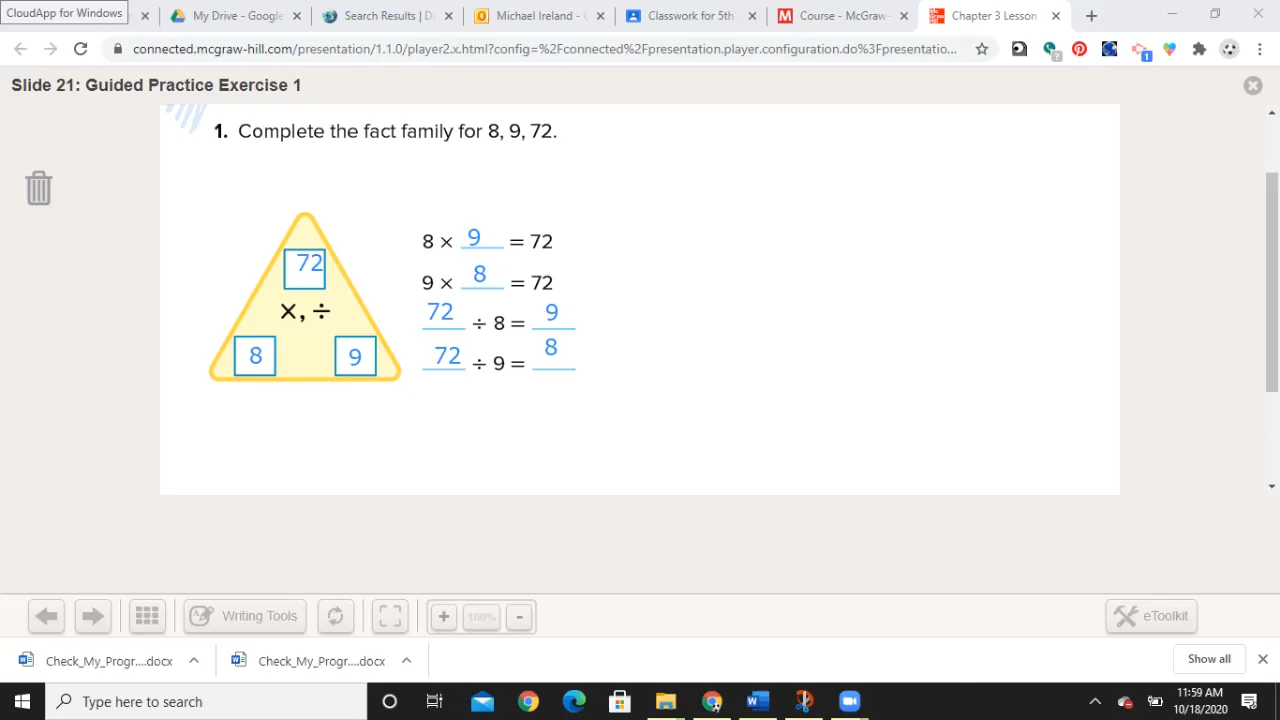 CloudApp for Windows
My Drive - Google
Search Results | D
Michael Ireland - 
Classwork for 5th
Course - McGraw-
Chapter 3 Lesson
connected.mcgraw-hill.com/presentation/1.1.0/player2.x.html?config=%2Fconnected%2Fpresentation.player.configuration.do%3Fpresentatio...
Slide 21: Guided Practice Exercise 1
1. Complete the fact family for 8, 9, 72.
72
×, ÷
8 9
8 × 9 = 72
9 × 8 = 72
72 ÷ 8 = 9
72 ÷ 9 = 8
Writing Tools
+ 100% -
eToolkit
Check_My_Progr....docx
Check_My_Progr....docx
Show all
Type here to search
11:59 AM
10/18/2020